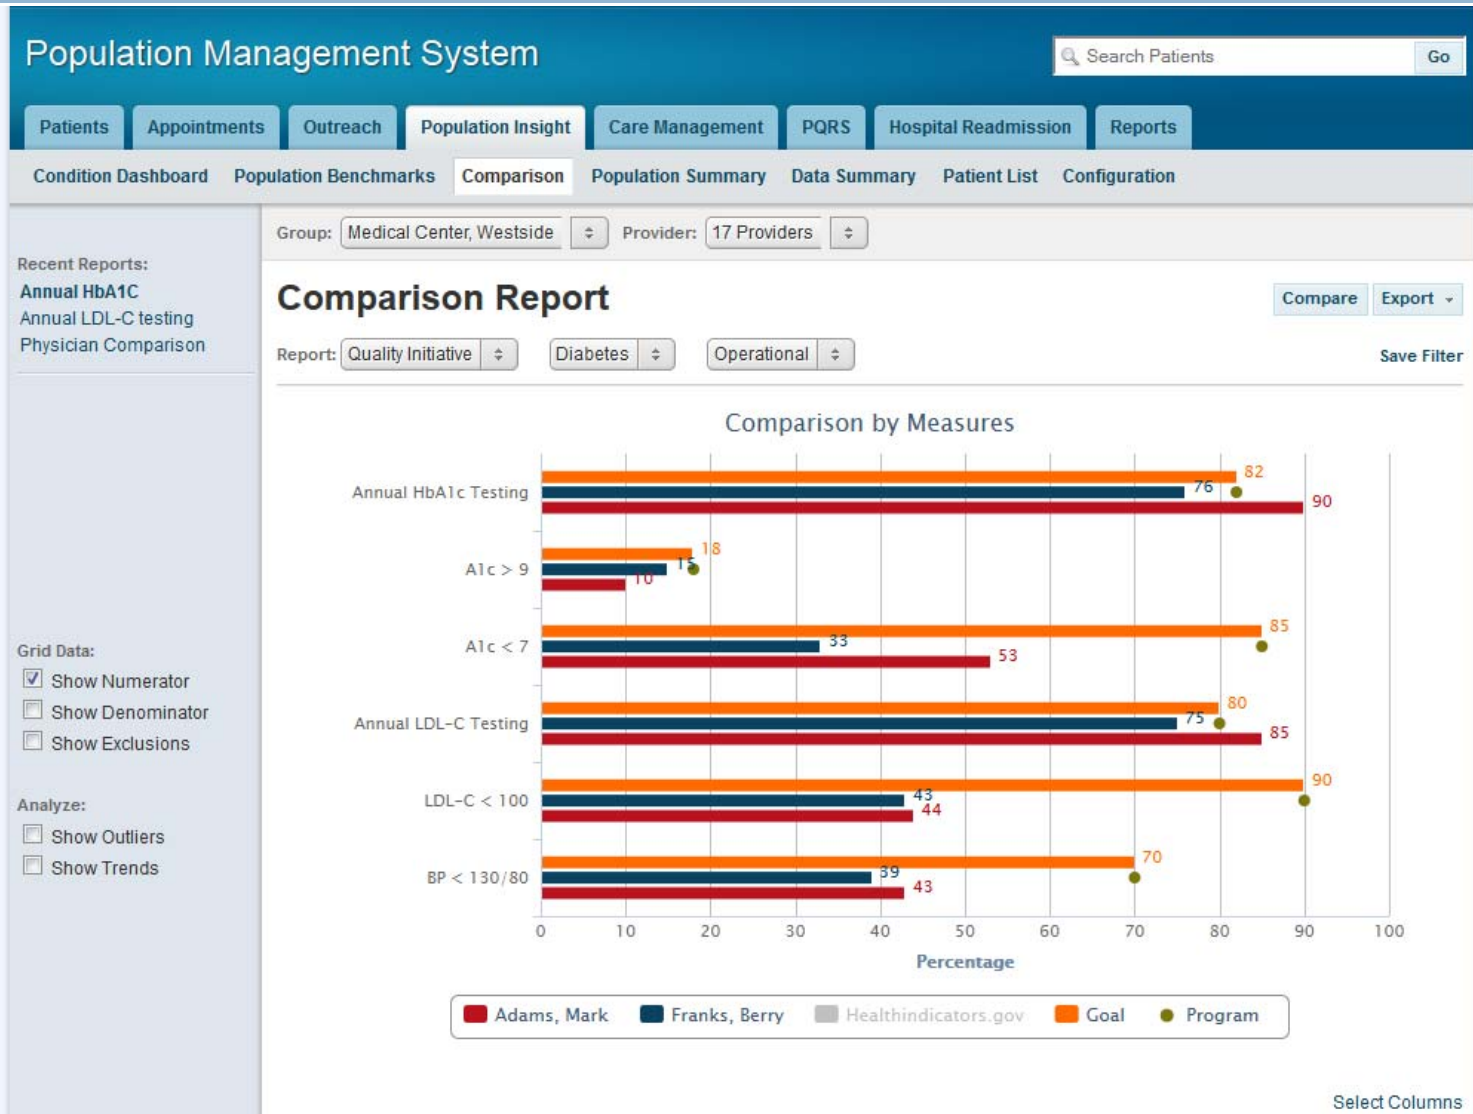 Population Management System
Search Patients Go
Patients Appointments Outreach Population Insight Care Management PQRS Hospital Readmission Reports
Condition Dashboard Population Benchmarks Comparison Population Summary Data Summary Patient List Configuration
Group: Medical Center, Westside Provider: 17 Providers
Recent Reports:
Annual HbA1C
Annual LDL-C testing
Physician Comparison
Grid Data:
Show Numerator
Show Denominator
Show Exclusions
Analyze:
Show Outliers
Show Trends
Comparison Report
Compare Export
Report: Quality Initiative Diabetes Operational
Save Filter
Comparison by Measures
Annual HbA1c Testing 82 76 90
A1c > 9 18 15 10
A1c < 7 85 33 53
Annual LDL-C Testing 80 75 85
LDL-C < 100 90 43 44
BP < 130/80 70 39 43
0 10 20 30 40 50 60 70 80 90 100
Percentage
Adams, Mark Franks, Berry Healthindicators.gov Goal Program
Select Columns